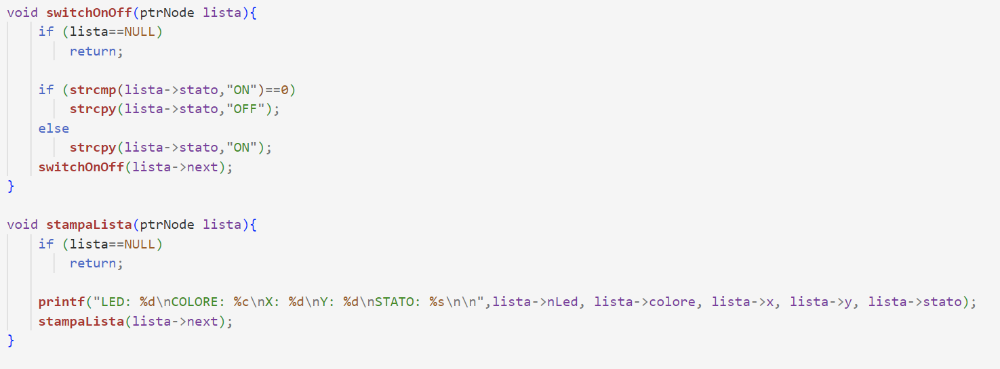 void switchOnOff(ptrNode lista){
    if (lista==NULL)
        return;

    if (strcmp(lista->stato,"ON")==0)
        strcpy(lista->stato,"OFF");
    else
        strcpy(lista->stato,"ON");
    switchOnOff(lista->next);
}

void stampaLista(ptrNode lista){
    if (lista==NULL)
        return;

    printf("LED: %d\nCOLORE: %c\nX: %d\nY: %d\nSTATO: %s\n\n",lista->nLed, lista->colore, lista->x, lista->y, lista->stato);
    stampaLista(lista->next);
}